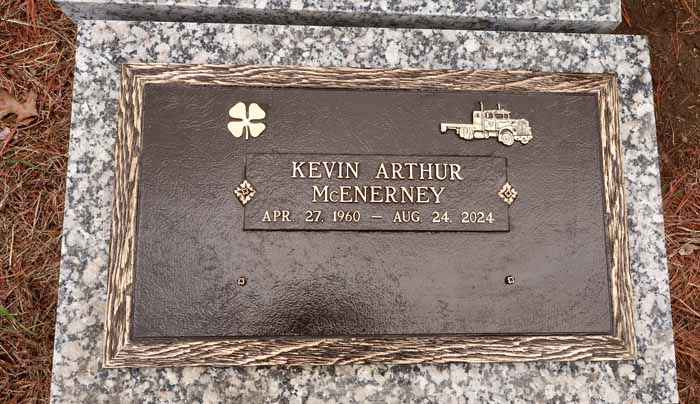 KEVIN ARTHUR
McENERNEY
APR. 27, 1960 — AUG. 24, 2024